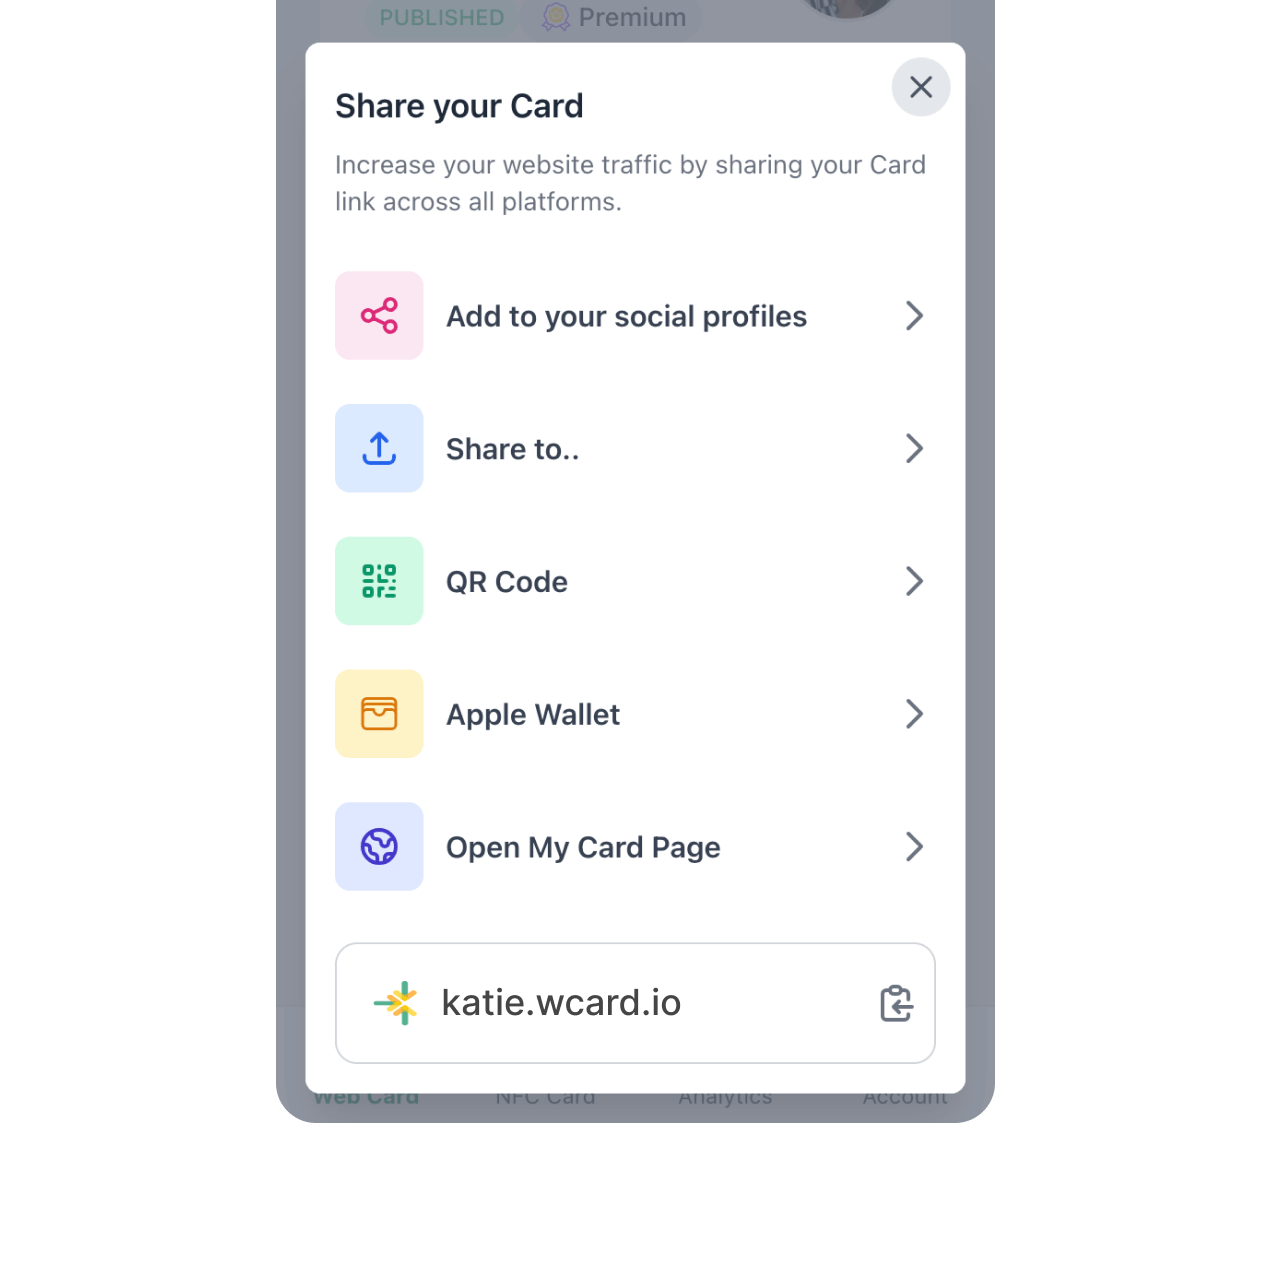 PUBLISHED Premium
Share your Card
Increase your website traffic by sharing your Card
link across all platforms.
Add to your social profiles
Share to..
QR Code
Apple Wallet
Open My Card Page
katie.wcard.io
Web Card NFC Card Analytics Account